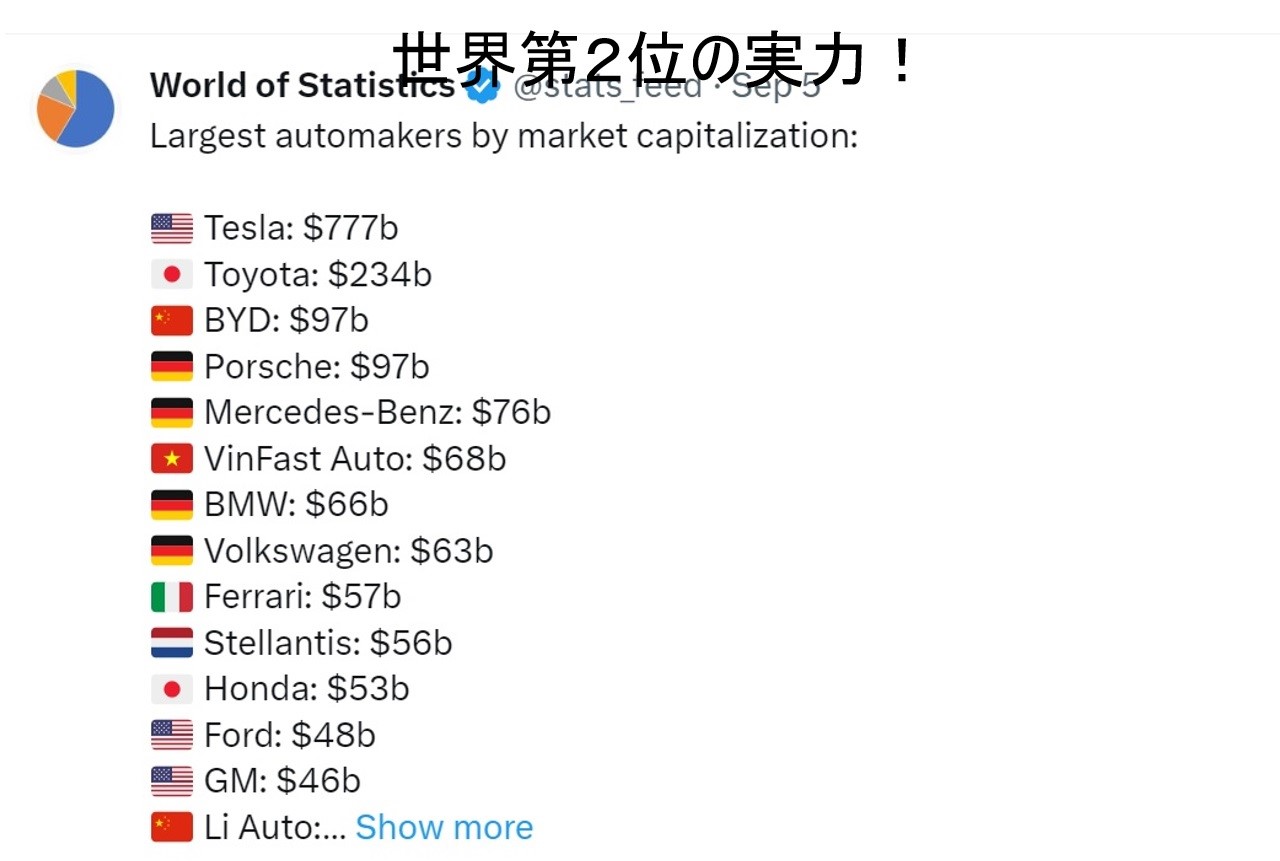 世界第２位の実力！
World of Statistics @stats_feed · Sep 5
Largest automakers by market capitalization:
Tesla: $777b
Toyota: $234b
BYD: $97b
Porsche: $97b
Mercedes-Benz: $76b
VinFast Auto: $68b
BMW: $66b
Volkswagen: $63b
Ferrari: $57b
Stellantis: $56b
Honda: $53b
Ford: $48b
GM: $46b
Li Auto:... Show more